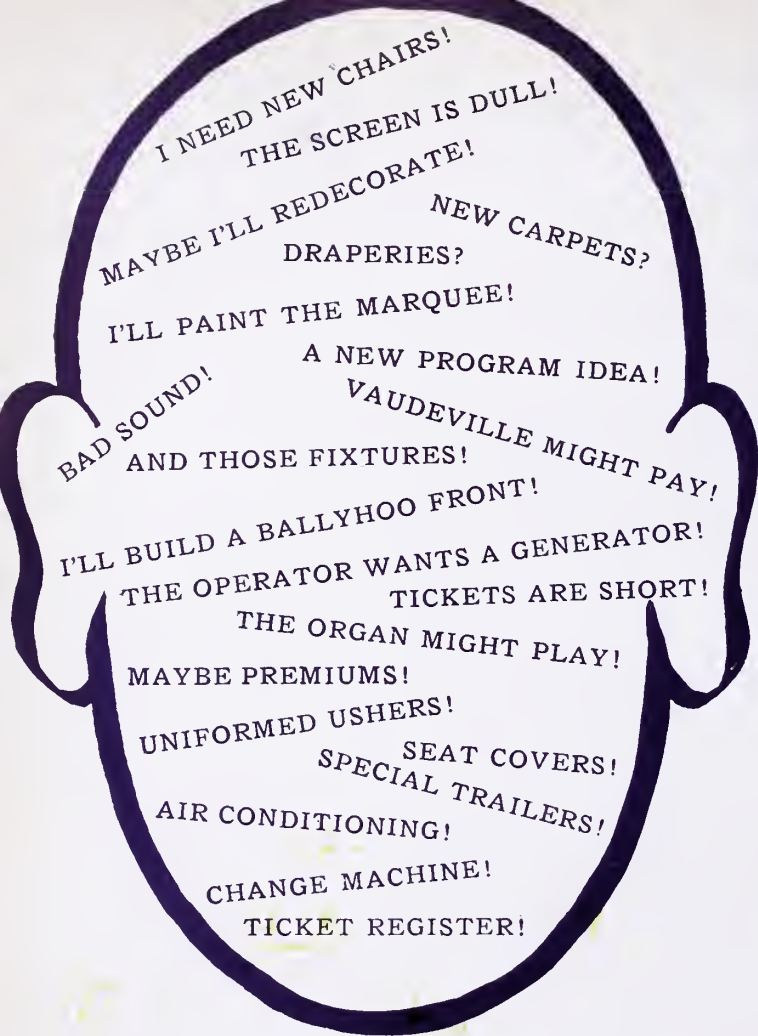 I NEED NEW CHAIRS!
THE SCREEN IS DULL!
MAYBE I'LL REDECORATE!
NEW CARPETS?
DRAPERIES?
I'LL PAINT THE MARQUEE!
A NEW PROGRAM IDEA!
BAD SOUND!
VAUDEVILLE MIGHT PAY!
AND THOSE FIXTURES!
I'LL BUILD A BALLYHOO FRONT!
THE OPERATOR WANTS A GENERATOR!
TICKETS ARE SHORT!
THE ORGAN MIGHT PLAY!
MAYBE PREMIUMS!
UNIFORMED USHERS!
SEAT COVERS!
SPECIAL TRAILERS!
AIR CONDITIONING!
CHANGE MACHINE!
TICKET REGISTER!